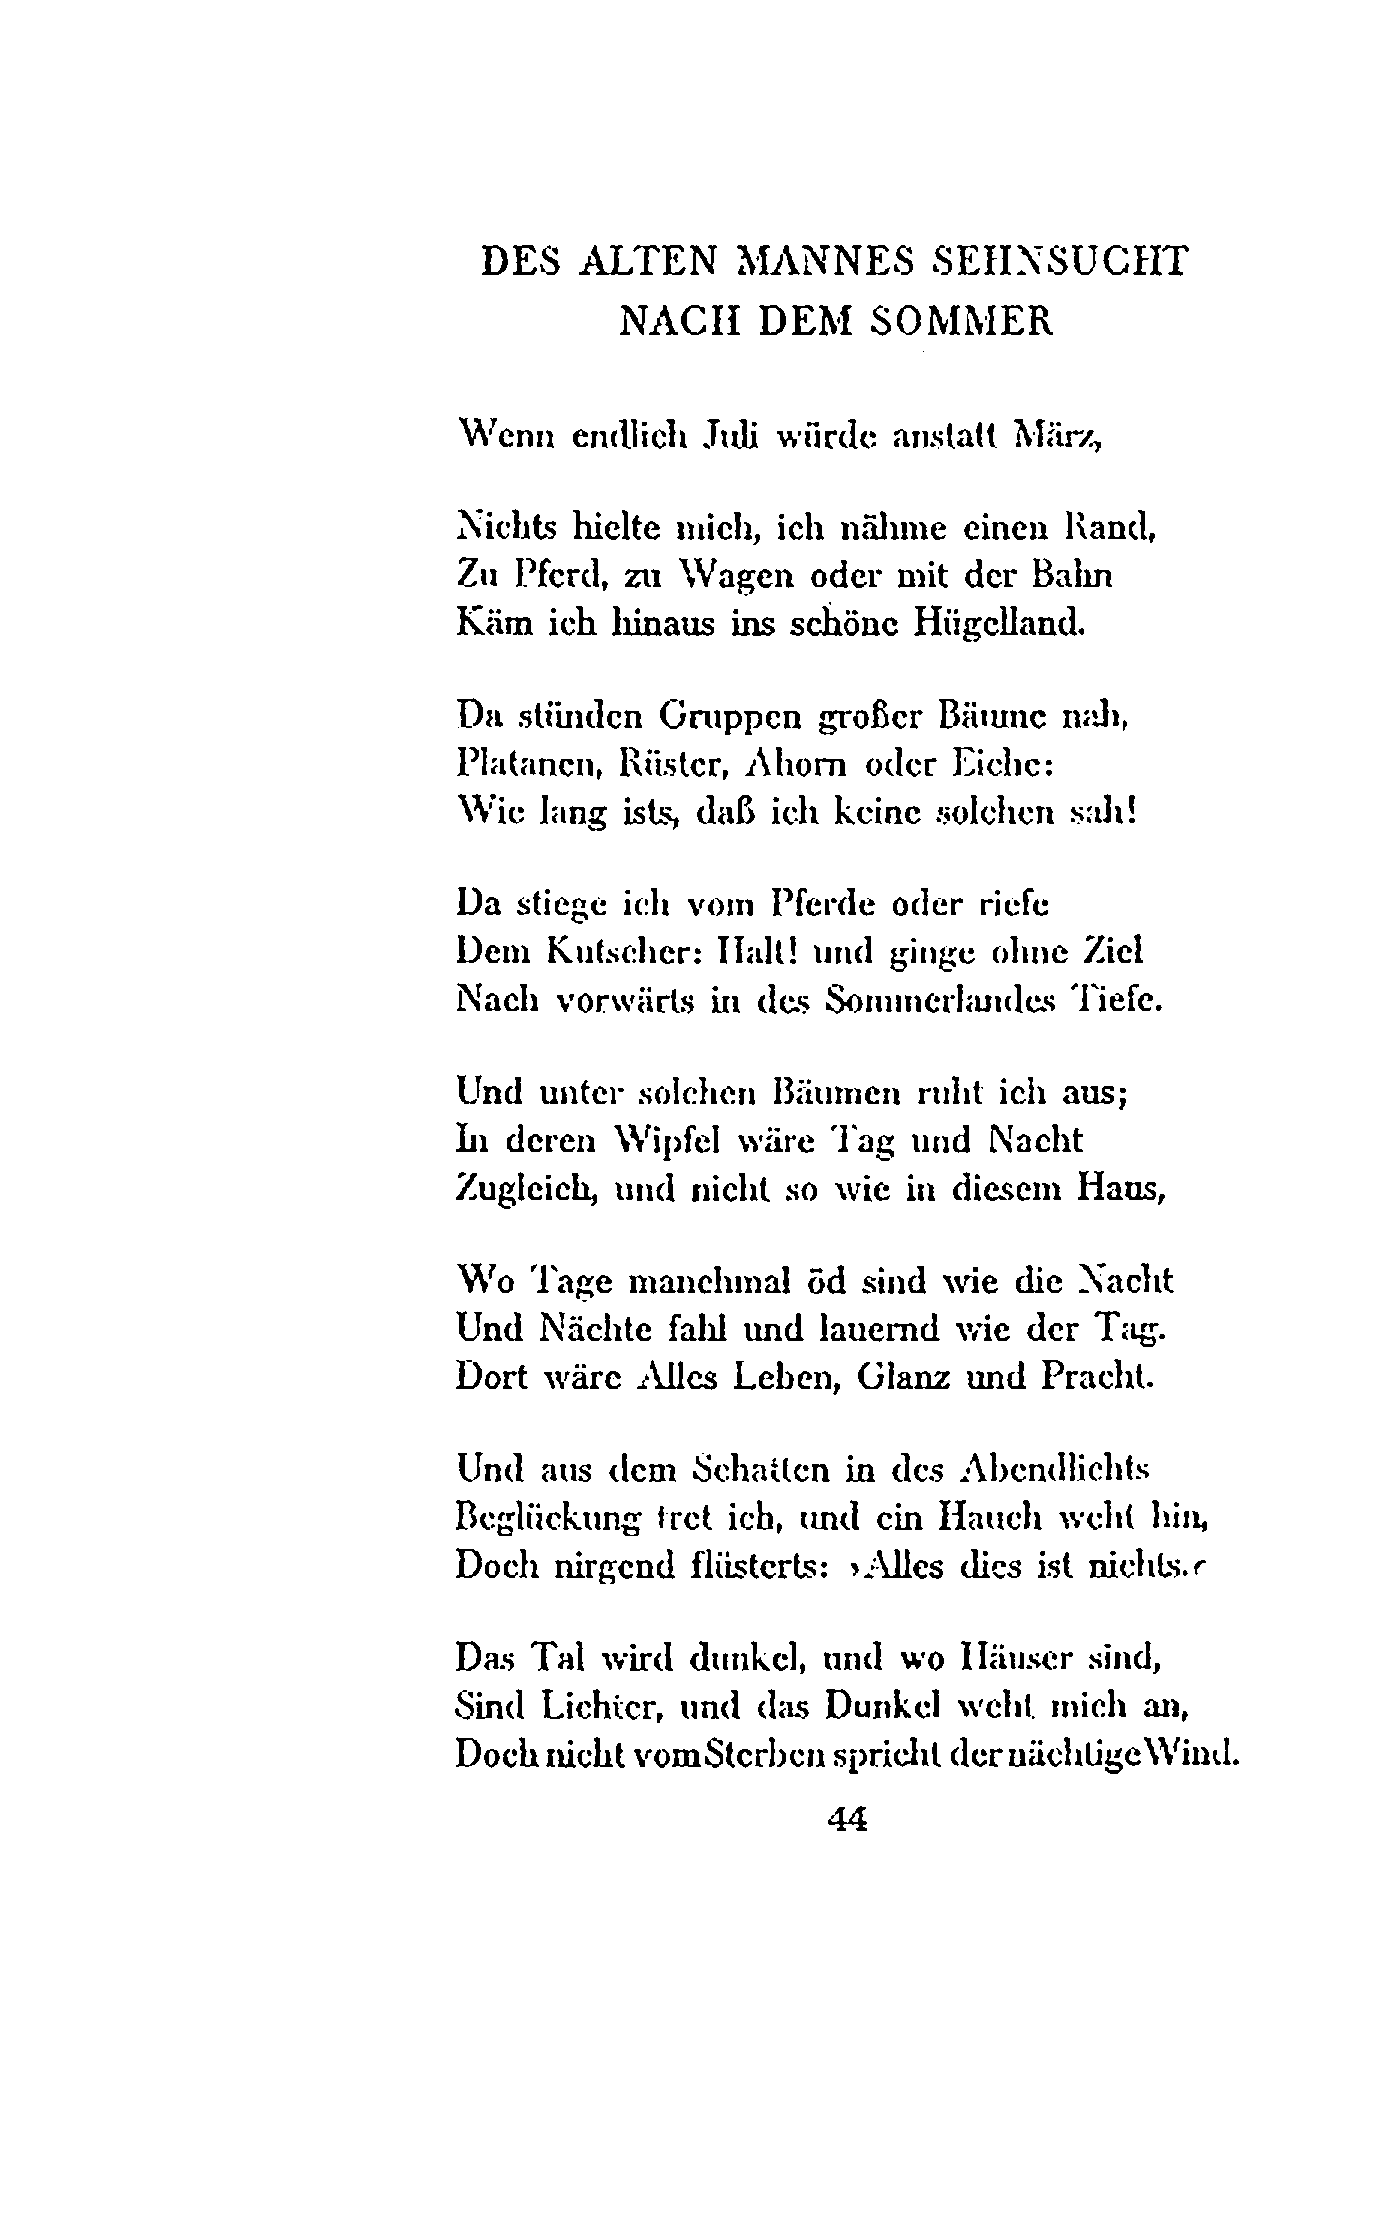 DES ALTEN MANNES SEHNSUCHT
NACH DEM SOMMER
Wenn endlich Juli würde anstatt März,
Nichts hielte mich, ich nähme einen Rand,
Zu Pferd, zu Wagen oder mit der Bahn
Käm ich hinaus ins schöne Hügelland.
Da stünden Gruppen großer Bäume nah,
Platanen, Rüster, Ahorn oder Eiche:
Wie lang ists, daß ich keine solchen sah!
Da stiege ich vom Pferde oder riefe
Dem Kutscher: Halt! und ginge ohne Ziel
Nach vorwärts in des Sommerlandes Tiefe.
Und unter solchen Bäumen ruht ich aus;
In deren Wipfel wäre Tag und Nacht
Zugleich, und nicht so wie in diesem Haus,
Wo Tage manchmal öd sind wie die Nacht
Und Nächte fahl und lauernd wie der Tag.
Dort wäre Alles Leben, Glanz und Pracht.
Und aus dem Schatten in des Abendlichts
Beglückung tret ich, und ein Hauch weht hin,
Doch nirgend flüsterts: ›Alles dies ist nichts.‹
Das Tal wird dunkel, und wo Häuser sind,
Sind Lichter, und das Dunkel weht mich an,
Doch nicht vom Sterben spricht der nächtige Wind.
44